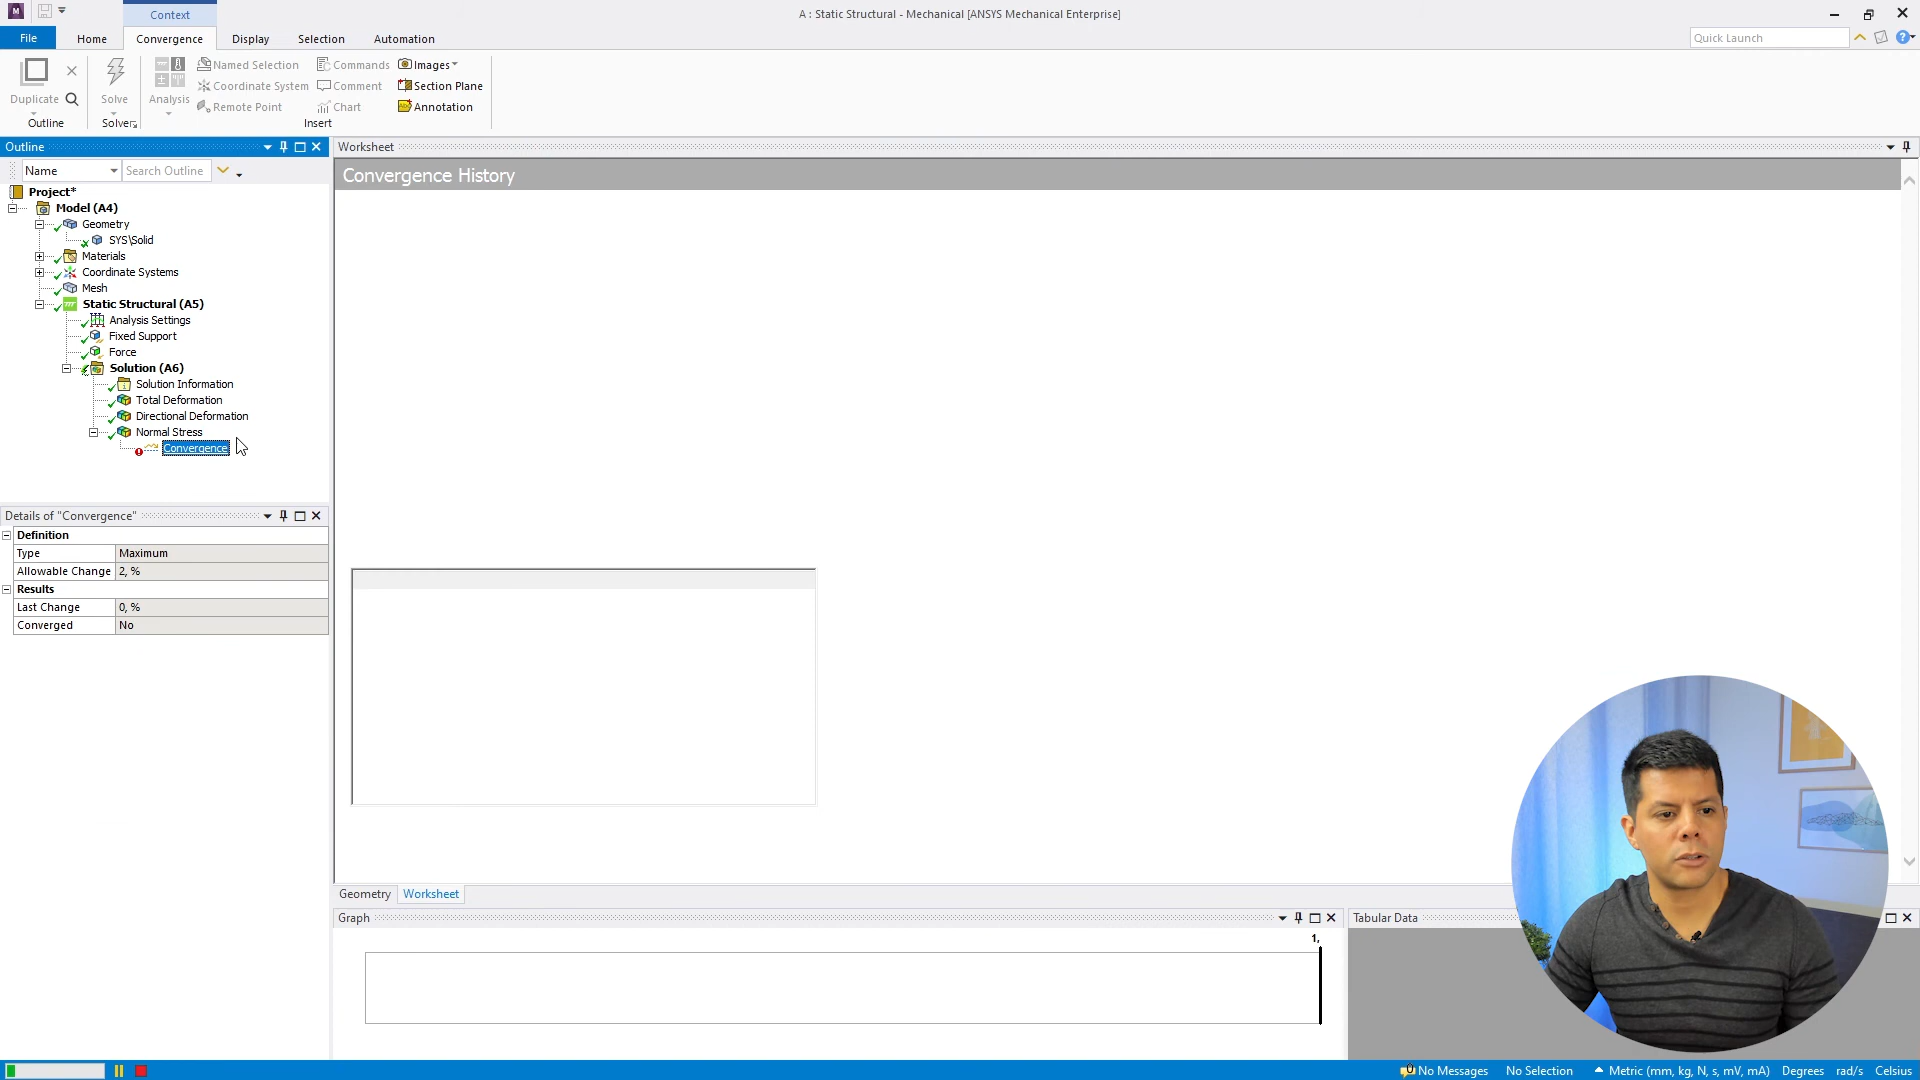 M
Context
A : Static Structural - Mechanical [ANSYS Mechanical Enterprise]
File
Home
Convergence
Display
Selection
Automation
Quick Launch
Duplicate
Outline
Solve
Solver
Analysis
Named Selection
Coordinate System
Remote Point
Commands
Comment
Chart
Images
Section Plane
Annotation
Insert
Outline
Name
Search Outline
Project*
Model (A4)
Geometry
SYS\Solid
Materials
Coordinate Systems
Mesh
Static Structural (A5)
Analysis Settings
Fixed Support
Force
Solution (A6)
Solution Information
Total Deformation
Directional Deformation
Normal Stress
Convergence
Details of "Convergence"
Definition
Type Maximum
Allowable Change 2, %
Results
Last Change 0, %
Converged No
Worksheet
Convergence History
Geometry
Worksheet
Graph
1,
Tabular Data
No Messages
No Selection
Metric (mm, kg, N, s, mV, mA)
Degrees
rad/s
Celsius